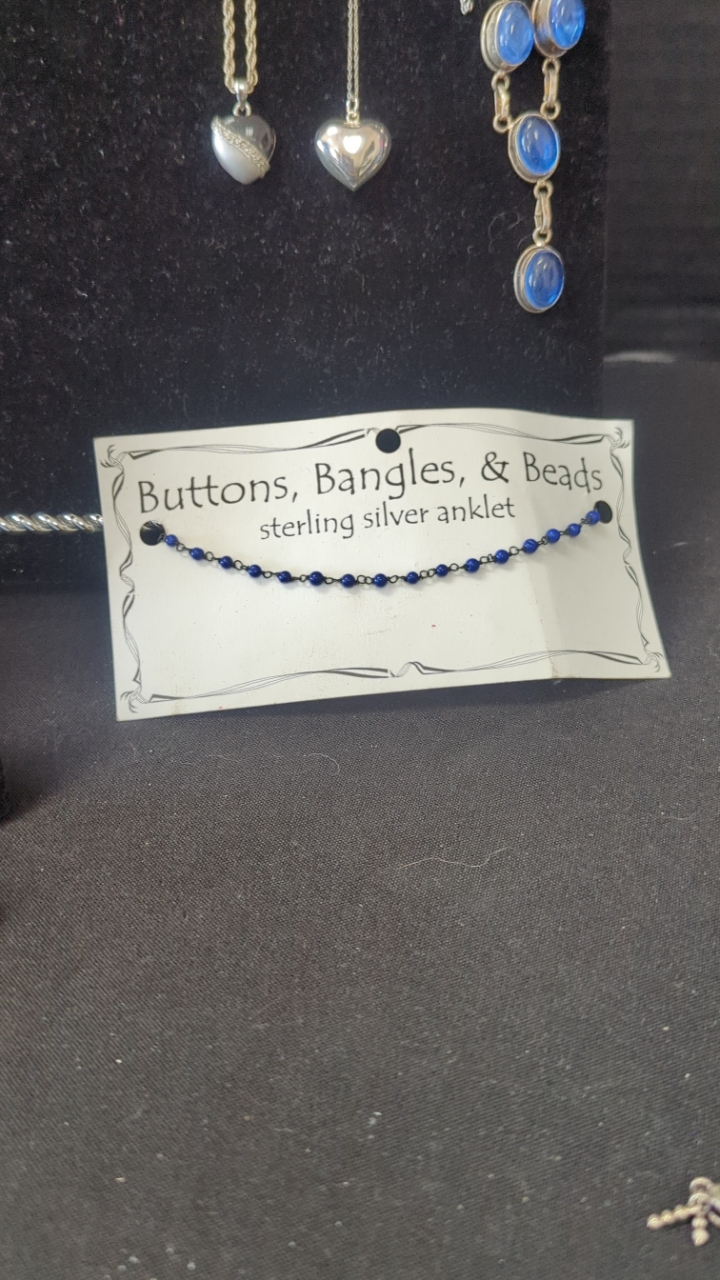 Buttons, Bangles, & Beads
sterling silver anklet